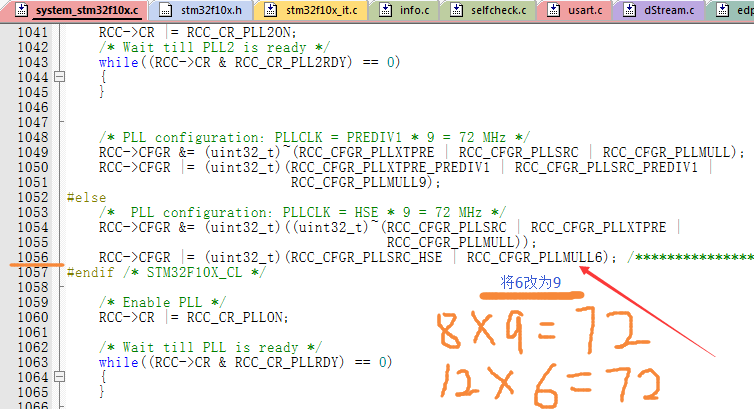 system_stm32f10x.c stm32f10x.h stm32f10x_it.c info.c selfcheck.c usart.c dStream.c edp
1041 RCC->CR |= RCC_CR_PLL2ON;
1042 /* Wait till PLL2 is ready */
1043 while((RCC->CR & RCC_CR_PLL2RDY) == 0)
1044 {
1045 }
1046
1047
1048 /* PLL configuration: PLLCLK = PREDIV1 * 9 = 72 MHz */
1049 RCC->CFGR &= (uint32_t)~(RCC_CFGR_PLLXTPRE | RCC_CFGR_PLLSRC | RCC_CFGR_PLLMULL);
1050 RCC->CFGR |= (uint32_t)(RCC_CFGR_PLLXTPRE_PREDIV1 | RCC_CFGR_PLLSRC_PREDIV1 |
1051 RCC_CFGR_PLLMULL9);
1052 #else
1053 /* PLL configuration: PLLCLK = HSE * 9 = 72 MHz */
1054 RCC->CFGR &= (uint32_t)((uint32_t)~(RCC_CFGR_PLLSRC | RCC_CFGR_PLLXTPRE |
1055 RCC_CFGR_PLLMULL));
1056 RCC->CFGR |= (uint32_t)(RCC_CFGR_PLLSRC_HSE | RCC_CFGR_PLLMULL6); /****************
1057 #endif /* STM32F10X_CL */
1058 将6改为9
1059 /* Enable PLL */
1060 RCC->CR |= RCC_CR_PLLON;
8×9=72
1061
1062 /* Wait till PLL is ready */
1063 while((RCC->CR & RCC_CR_PLLRDY) == 0)
12×6=72
1064 {
1065 }
1066